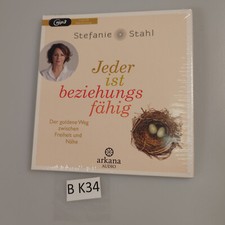 mp3
Stefanie Stahl
Jeder
ist
beziehungs
fähig
Der goldene Weg
zwischen
Freiheit und
Nähe
arkana
AUDIO
B K34